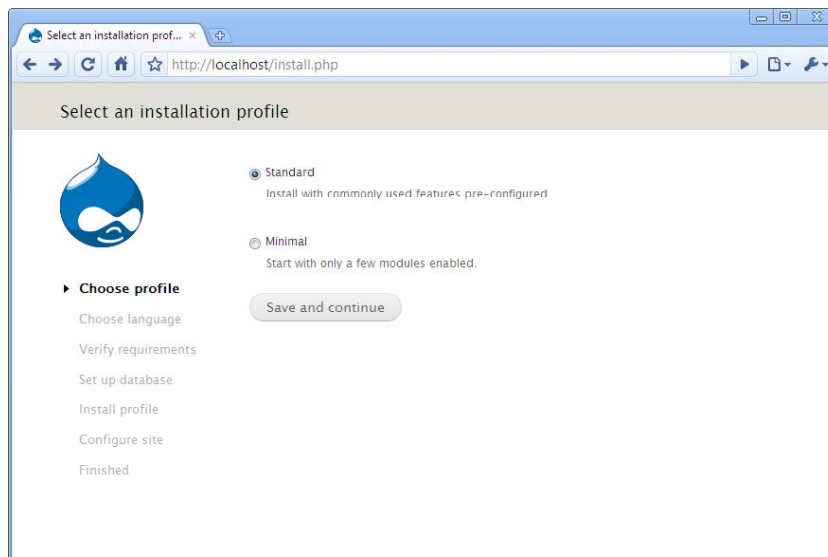 Select an installation prof...
http://localhost/install.php
Select an installation profile
Standard
Install with commonly used features pre-configured
Minimal
Start with only a few modules enabled.
Save and continue
Choose profile
Choose language
Verify requirements
Set up database
Install profile
Configure site
Finished